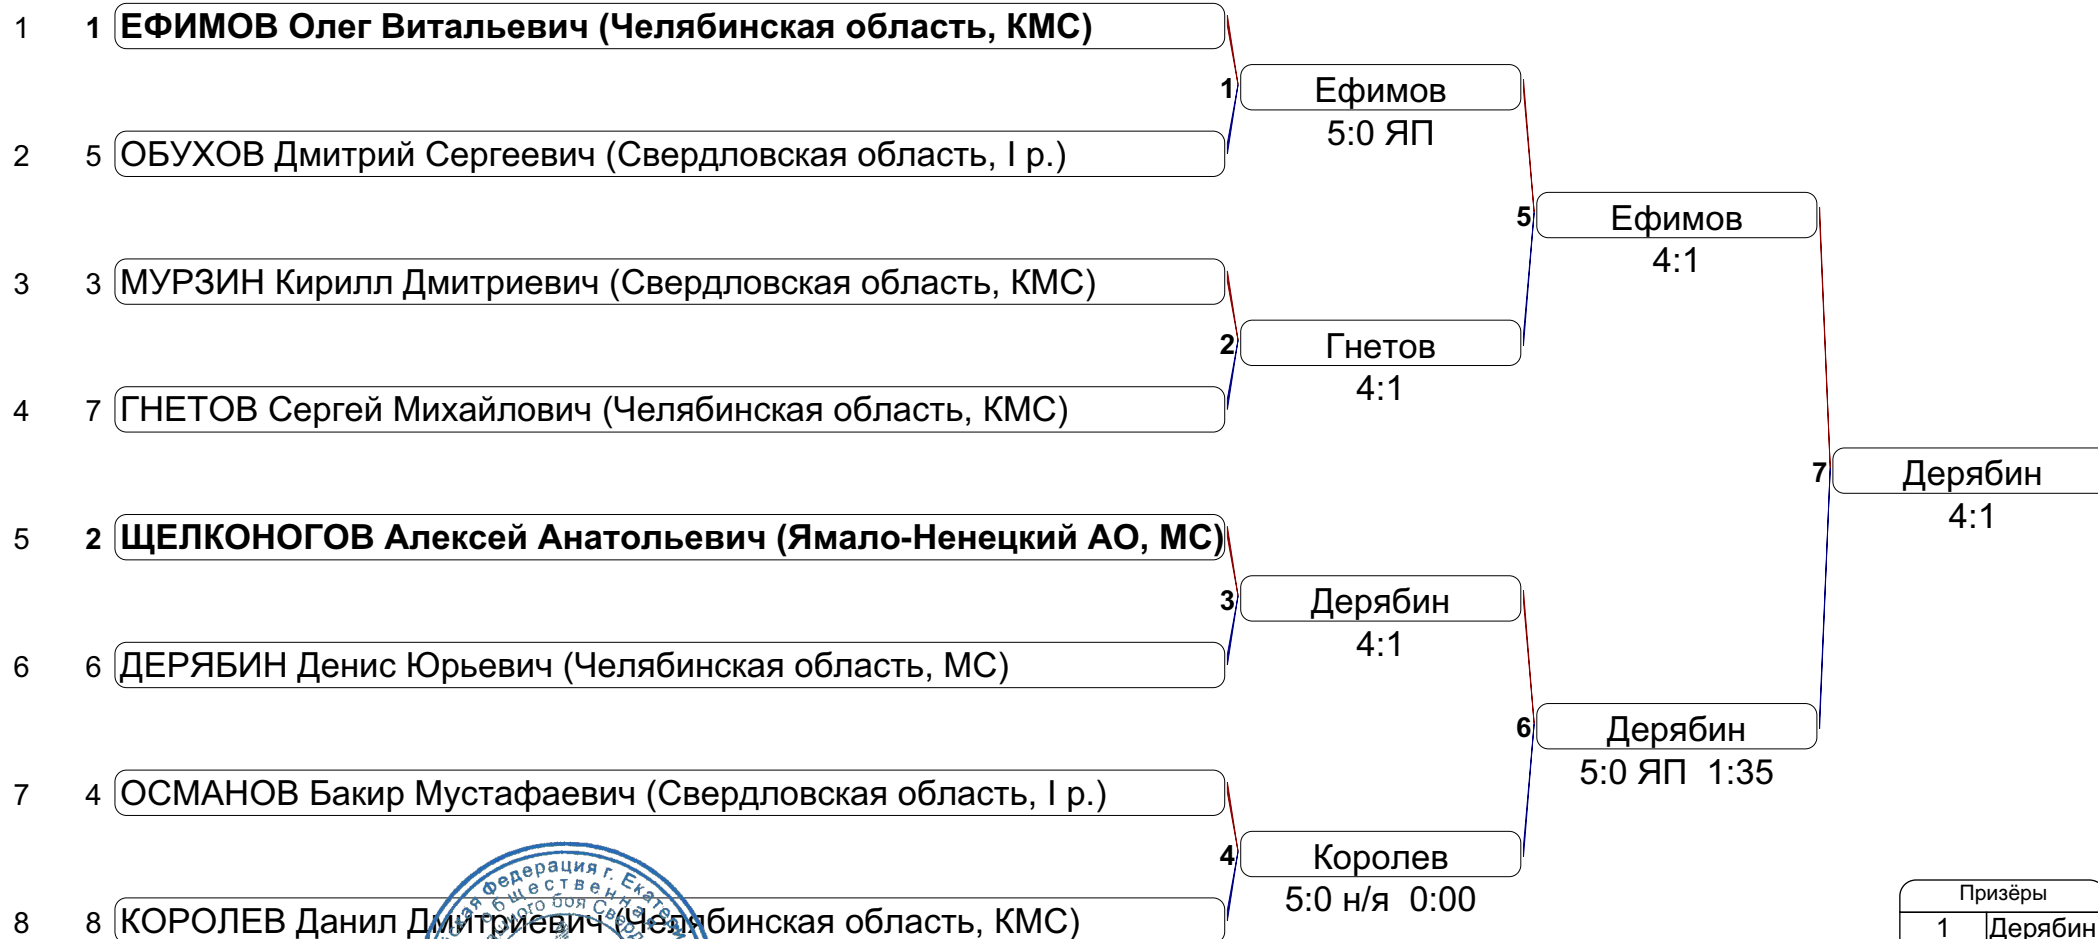 1 1 ЕФИМОВ Олег Витальевич (Челябинская область, КМС)
1 Ефимов
5:0 ЯП
2 5 ОБУХОВ Дмитрий Сергеевич (Свердловская область, I р.)
5 Ефимов
4:1
3 3 МУРЗИН Кирилл Дмитриевич (Свердловская область, КМС)
2 Гнетов
4:1
4 7 ГНЕТОВ Сергей Михайлович (Челябинская область, КМС)
7 Дерябин
4:1
5 2 ЩЕЛКОНОГОВ Алексей Анатольевич (Ямало-Ненецкий АО, МС)
3 Дерябин
4:1
6 6 ДЕРЯБИН Денис Юрьевич (Челябинская область, МС)
6 Дерябин
5:0 ЯП 1:35
7 4 ОСМАНОВ Бакир Мустафаевич (Свердловская область, I р.)
4 Королев
5:0 н/я 0:00
8 8 КОРОЛЕВ Данил Дмитриевич (Челябинская область, КМС)
Федерация г.
Призёры
1 Дерябин